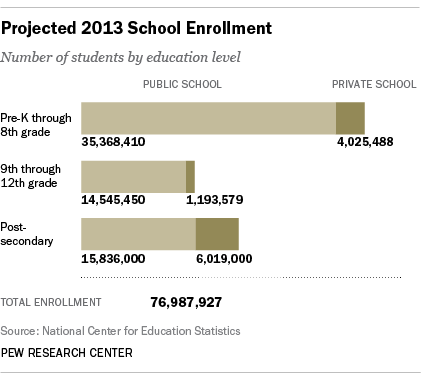 Projected 2013 School Enrollment
Number of students by education level
PUBLIC SCHOOL PRIVATE SCHOOL
Pre-K through
8th grade
35,368,410 4,025,488
9th through
12th grade
14,545,450 1,193,579
Post-
secondary
15,836,000 6,019,000
TOTAL ENROLLMENT 76,987,927
Source: National Center for Education Statistics
PEW RESEARCH CENTER